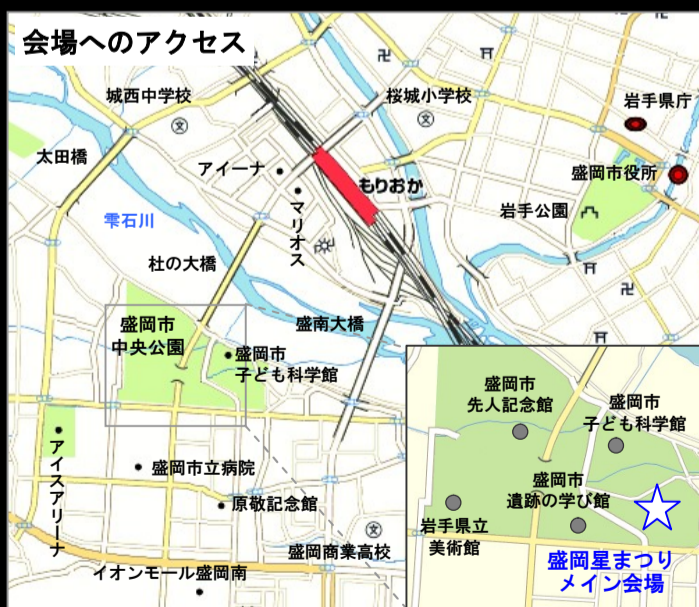 会場へのアクセス
城西中学校
桜城小学校
岩手県庁
太田橋
アイーナ
もりおか
盛岡市役所
マリオス
岩手公園
雫石川
杜の大橋
盛岡市
中央公園
盛南大橋
盛岡市
子ども科学館
アイスアリーナ
盛岡市立病院
原敬記念館
盛岡商業高校
イオンモール盛岡南
盛岡市
先人記念館
盛岡市
子ども科学館
盛岡市
遺跡の学び館
岩手県立
美術館
盛岡星まつり
メイン会場